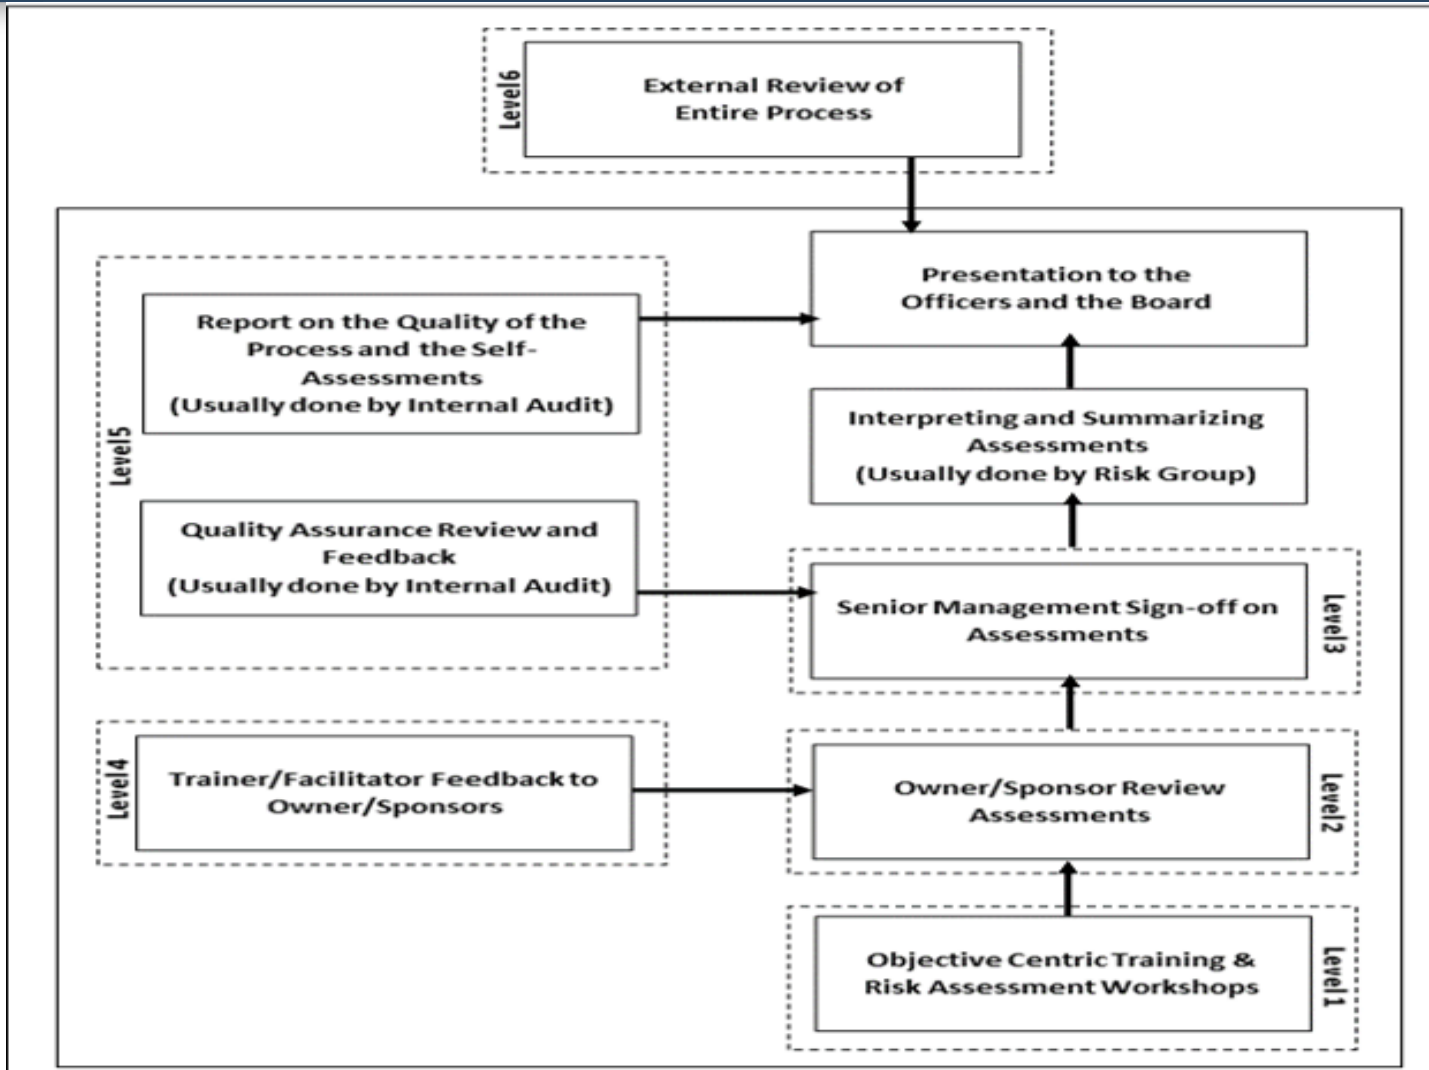 Level6
External Review of
Entire Process
Presentation to the
Officers and the Board
Level5
Report on the Quality of the
Process and the Self-
Assessments
(Usually done by Internal Audit)
Interpreting and Summarizing
Assessments
(Usually done by Risk Group)
Quality Assurance Review and
Feedback
(Usually done by Internal Audit)
Senior Management Sign-off on
Assessments
Level3
Level4
Trainer/Facilitator Feedback to
Owner/Sponsors
Owner/Sponsor Review
Assessments
Level2
Objective Centric Training &
Risk Assessment Workshops
Level1